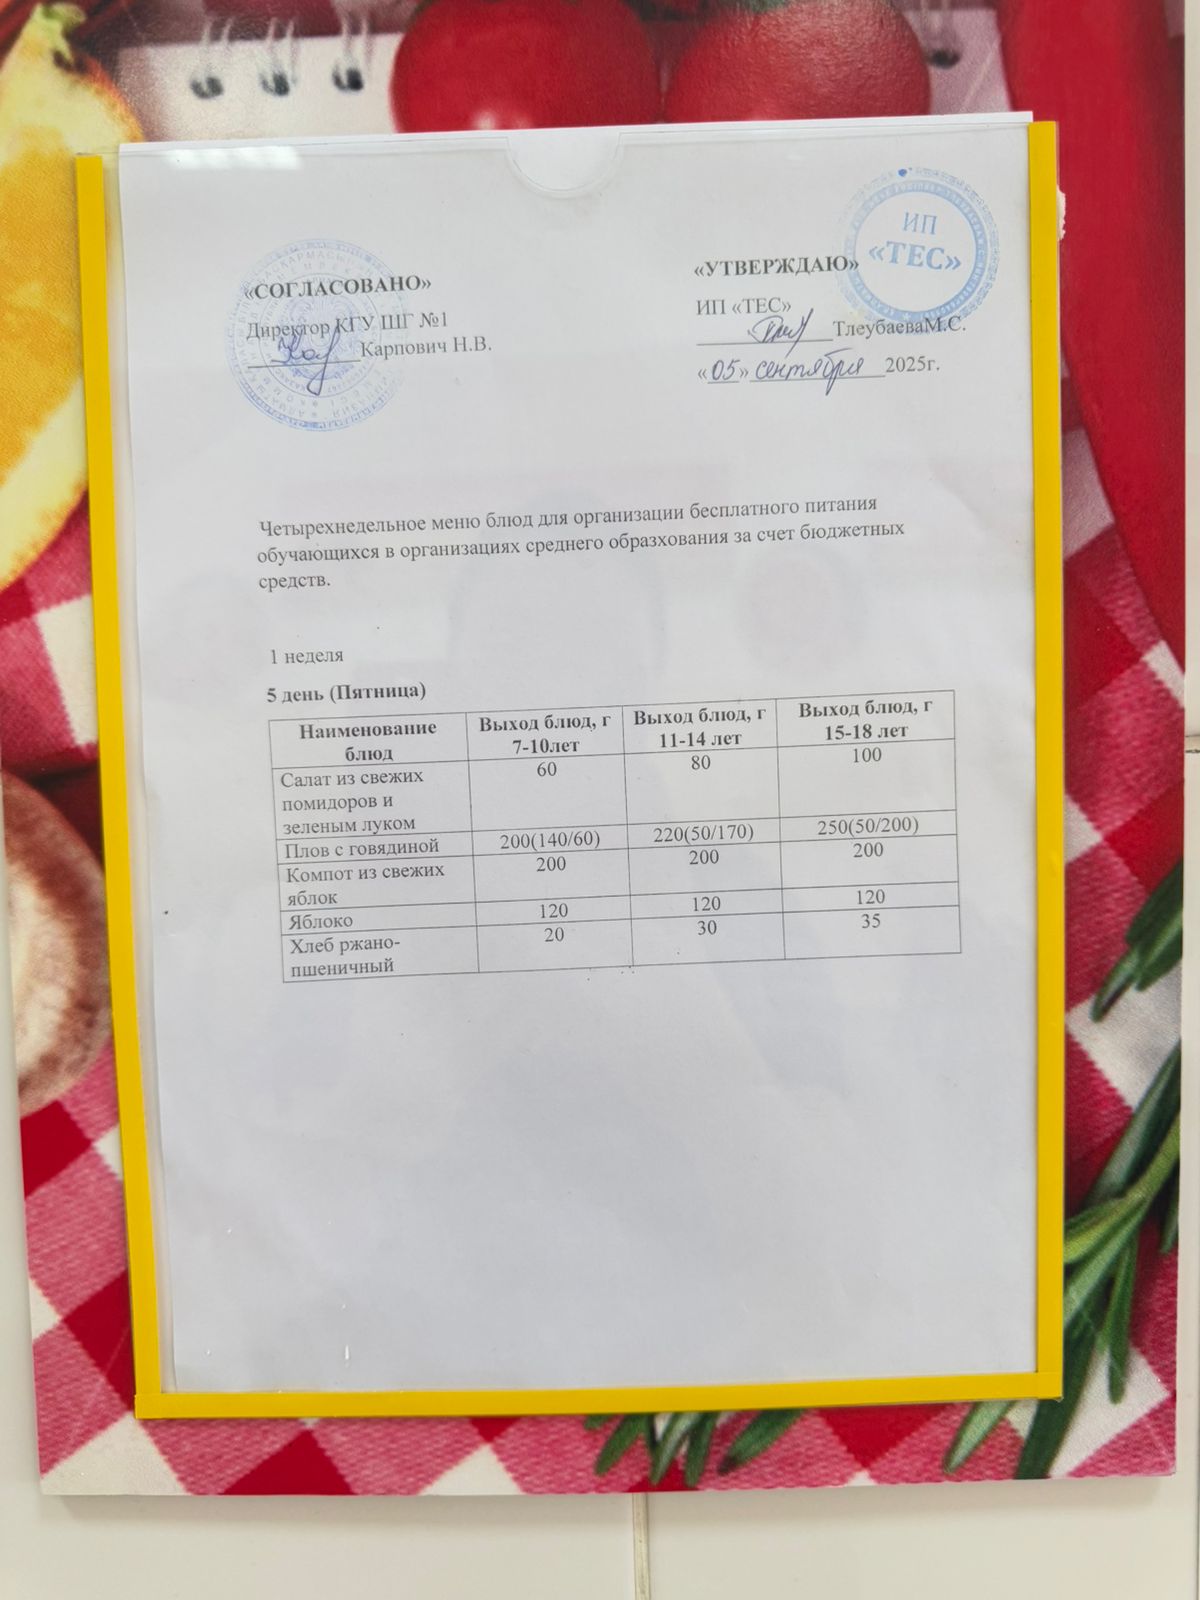 ИП
«ТЕС»
«СОГЛАСОВАНО»
«УТВЕРЖДАЮ»
Директор КГУ ШГ №1
ИП «ТЕС»
Карпович Н.В.
ТлеубаеваМ.С.
«05» сентября 2025г.
Четырехнедельное меню блюд для организации бесплатного питания
обучающихся в организациях среднего образхования за счет бюджетных
средств.
1 неделя
5 день (Пятница)
Наименование блюд | Выход блюд, г 7-10лет | Выход блюд, г 11-14 лет | Выход блюд, г 15-18 лет
Салат из свежих помидоров и зеленым луком | 60 | 80 | 100
Плов с говядиной | 200(140/60) | 220(50/170) | 250(50/200)
Компот из свежих яблок | 200 | 200 | 200
Яблоко | 120 | 120 | 120
Хлеб ржано-пшеничный | 20 | 30 | 35